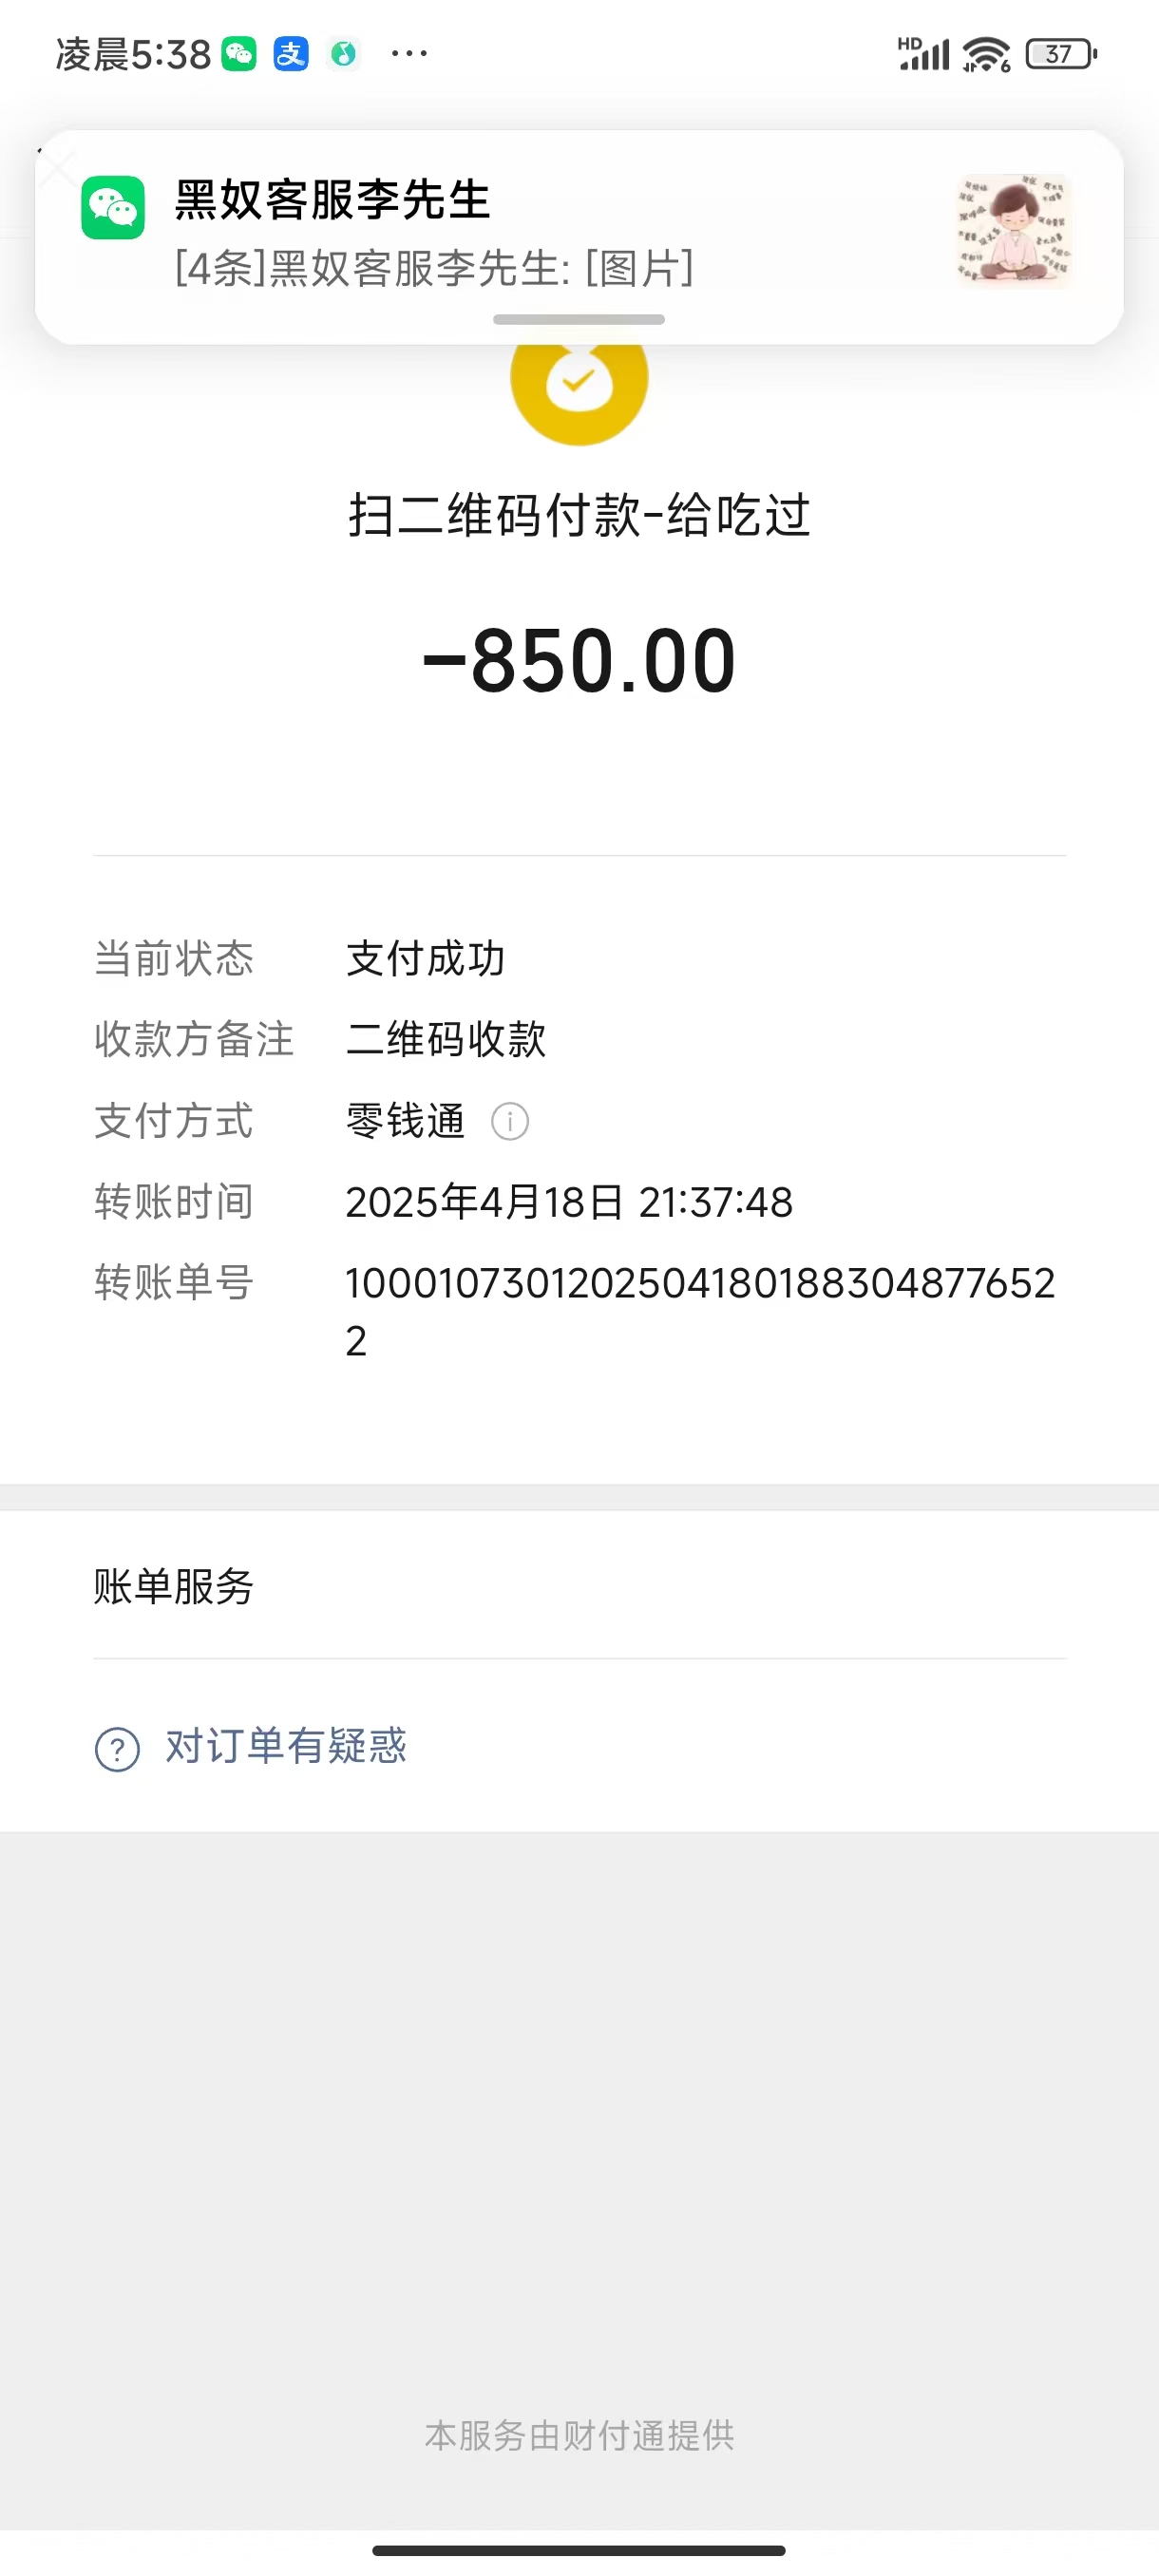 凌晨5:38 支 ...
HD 6 37
黑奴客服李先生
[4条]黑奴客服李先生: [图片]
扫二维码付款-给吃过
-850.00
当前状态 支付成功
收款方备注 二维码收款
支付方式 零钱通 i
转账时间 2025年4月18日 21:37:48
转账单号 1000107301202504180188304877652
2
账单服务
? 对订单有疑惑
本服务由财付通提供